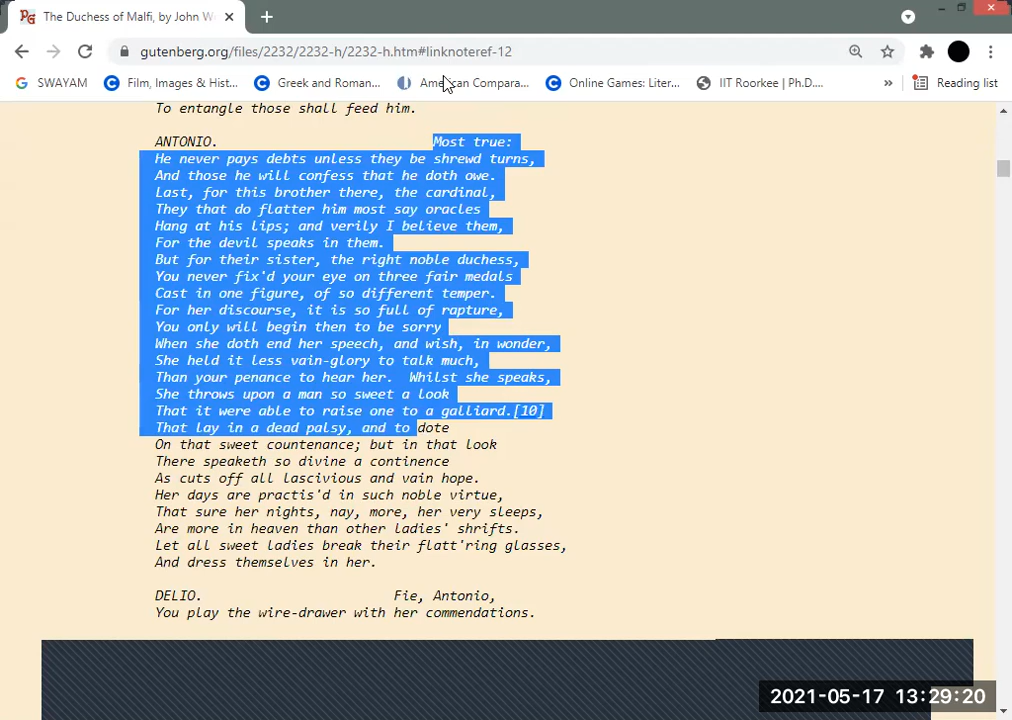 The Duchess of Malfi, by John W
gutenberg.org/files/2232/2232-h/2232-h.htm#linknoteref-12
SWAYAM Film, Images & Hist... Greek and Roman... American Compara... Online Games: Liter... IIT Roorkee | Ph.D.... » Reading list
To entangle those shall feed him.
ANTONIO. Most true:
He never pays debts unless they be shrewd turns,
And those he will confess that he doth owe.
Last, for this brother there, the cardinal,
They that do flatter him most say oracles
Hang at his lips; and verily I believe them,
For the devil speaks in them.
But for their sister, the right noble duchess,
You never fix'd your eye on three fair medals
Cast in one figure, of so different temper.
For her discourse, it is so full of rapture,
You only will begin then to be sorry
When she doth end her speech, and wish, in wonder,
She held it less vain-glory to talk much,
Than your penance to hear her. Whilst she speaks,
She throws upon a man so sweet a look
That it were able to raise one to a galliard.[10]
That lay in a dead palsy, and to dote
On that sweet countenance; but in that look
There speaketh so divine a continence
As cuts off all lascivious and vain hope.
Her days are practis'd in such noble virtue,
That sure her nights, nay, more, her very sleeps,
Are more in heaven than other ladies' shrifts.
Let all sweet ladies break their flatt'ring glasses,
And dress themselves in her.
DELIO. Fie, Antonio,
You play the wire-drawer with her commendations.
2021-05-17 13:29:20